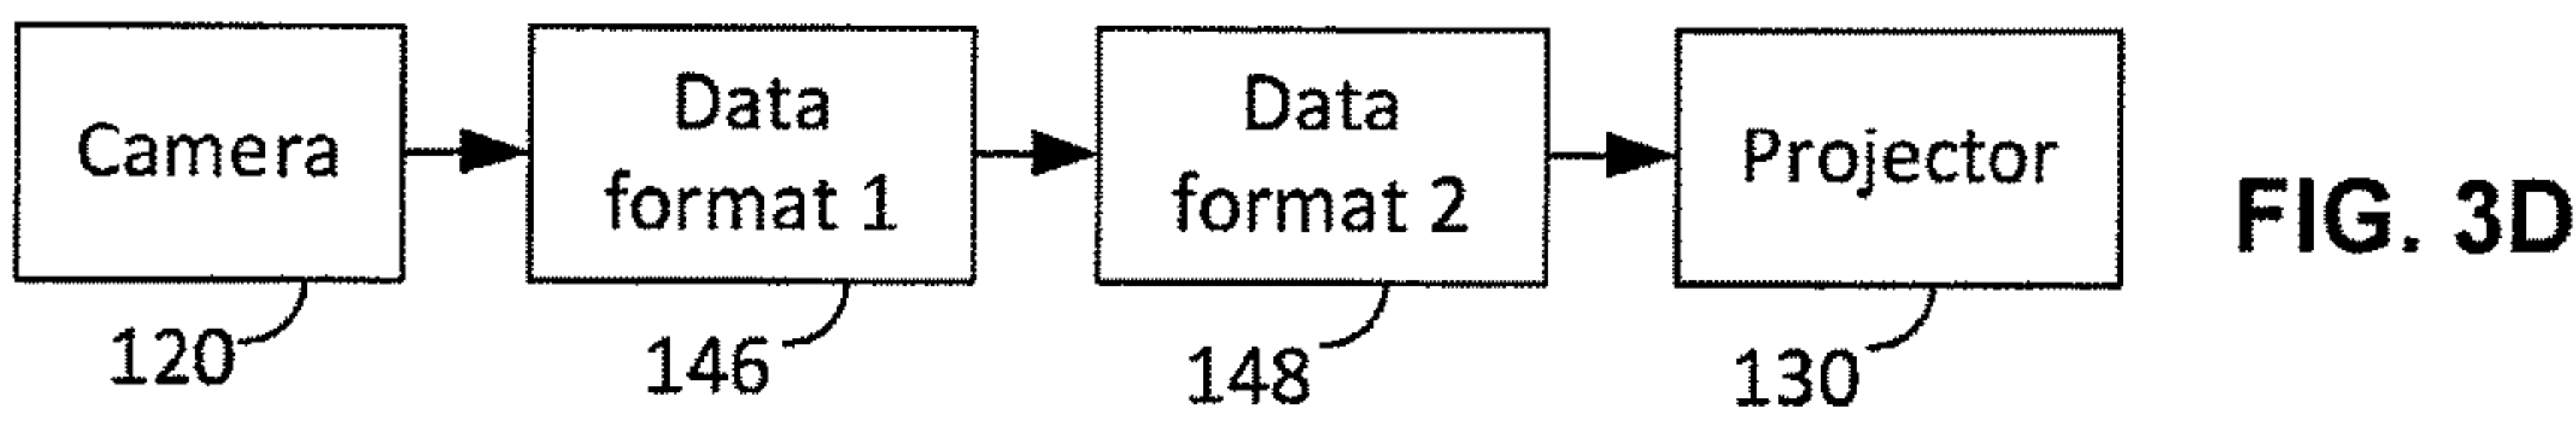 Camera
Data
format 1
Data
format 2
Projector
FIG. 3D
120
146
148
130